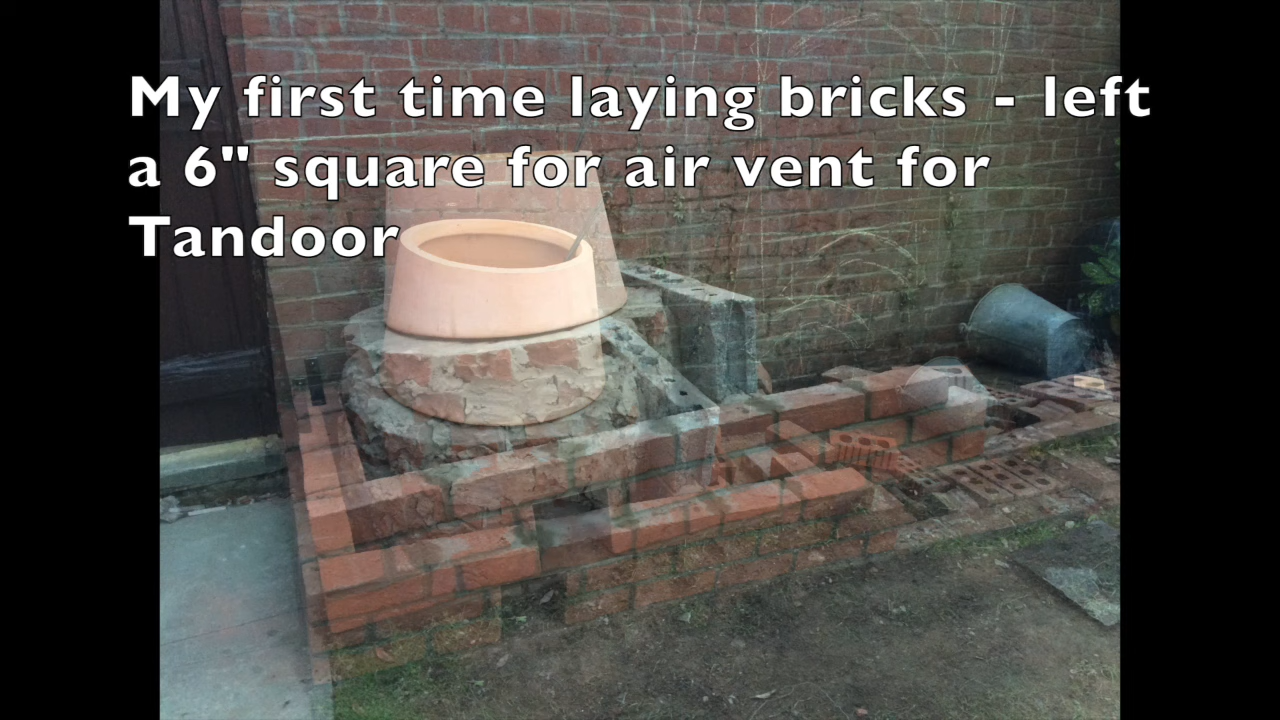 My first time laying bricks - left
a 6" square for air vent for
Tandoor